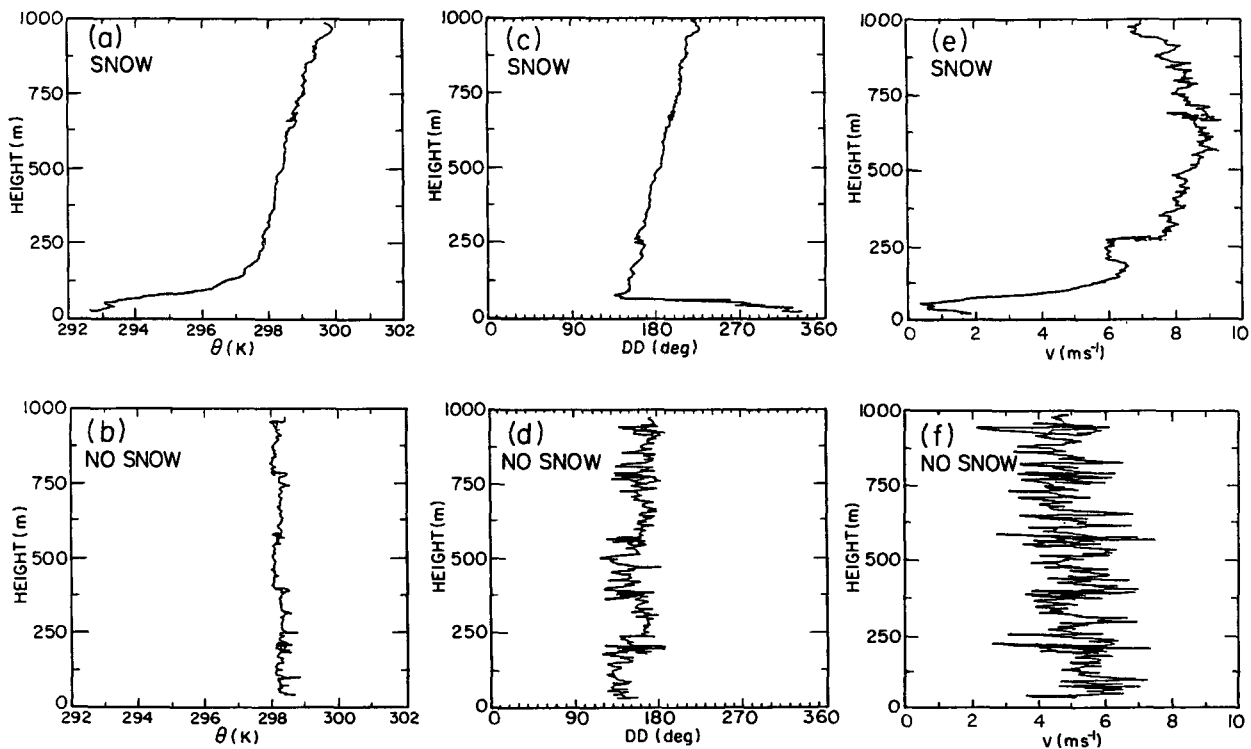 (a)
SNOW
1000
750
500
250
0
HEIGHT (m)
292 294 296 298 300 302
θ (K)
(c)
SNOW
1000
750
500
250
0
HEIGHT (m)
0 90 180 270 360
DD (deg)
(e)
SNOW
1000
750
500
250
0
HEIGHT (m)
0 2 4 6 8 10
V (ms⁻¹)
(b)
NO SNOW
1000
750
500
250
0
HEIGHT (m)
292 294 296 298 300 302
θ (K)
(d)
NO SNOW
1000
750
500
250
0
HEIGHT (m)
0 90 180 270 360
DD (deg)
(f)
NO SNOW
1000
750
500
250
0
HEIGHT (m)
0 2 4 6 8 10
V (ms⁻¹)